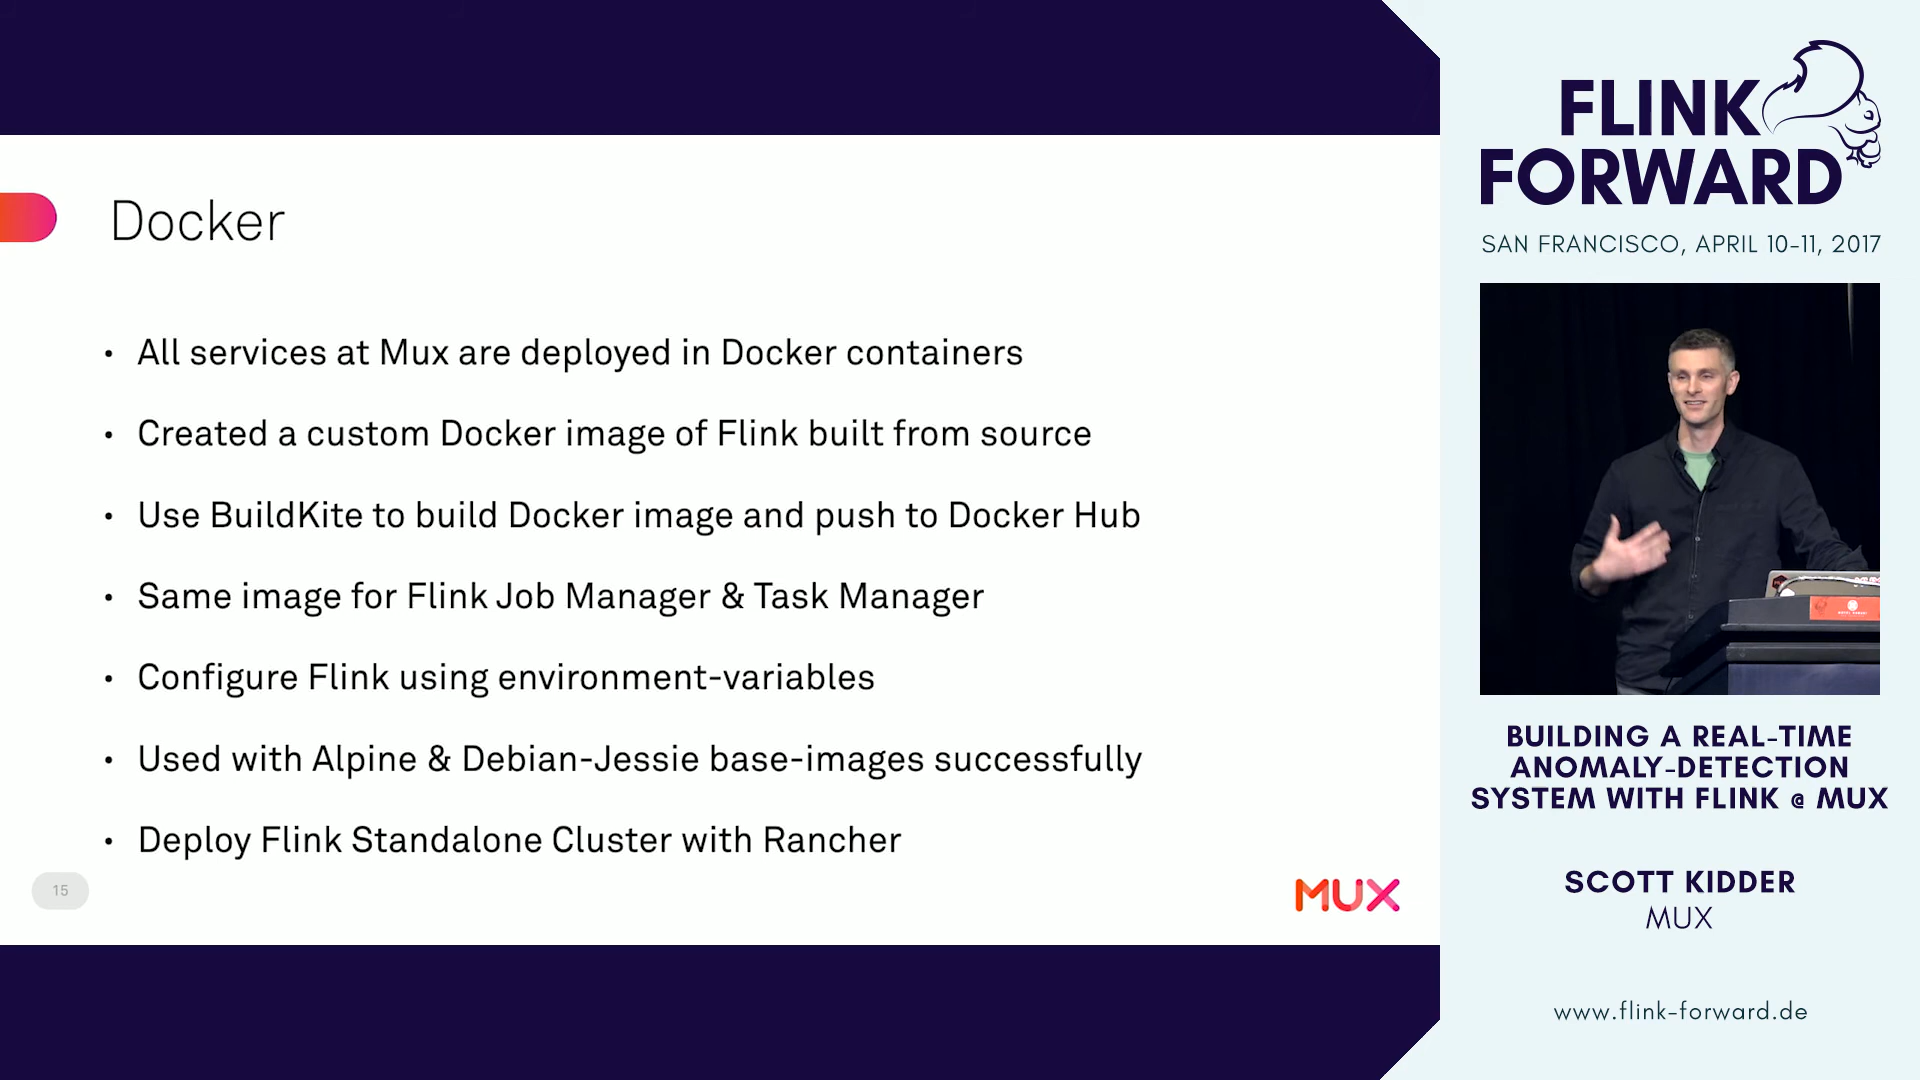 Docker
• All services at Mux are deployed in Docker containers
• Created a custom Docker image of Flink built from source
• Use BuildKite to build Docker image and push to Docker Hub
• Same image for Flink Job Manager & Task Manager
• Configure Flink using environment-variables
• Used with Alpine & Debian-Jessie base-images successfully
• Deploy Flink Standalone Cluster with Rancher
15
MUX
FLINK
FORWARD
SAN FRANCISCO, APRIL 10-11, 2017
BUILDING A REAL-TIME
ANOMALY-DETECTION
SYSTEM WITH FLINK @ MUX
SCOTT KIDDER
MUX
www.flink-forward.de